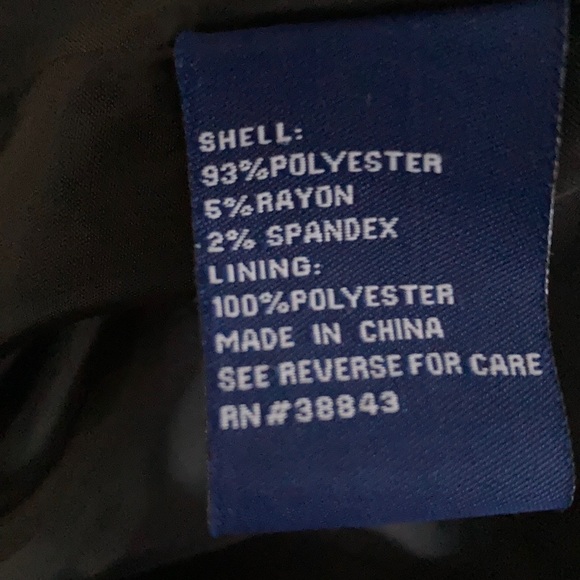 SHELL:
93%POLYESTER
5%RAYON
2% SPANDEX
LINING:
100%POLYESTER
MADE IN CHINA
SEE REVERSE FOR CARE
RN#38843